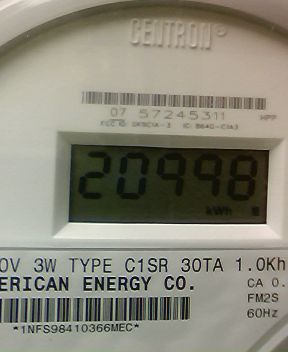 CENTRON®
07 57245311 HPP
20998
kWh
0V 3W TYPE C1SR 30TA 1.0Kh
ERICAN ENERGY CO. CA 0.
FM2S
60Hz
*1NFS98410366MEC*